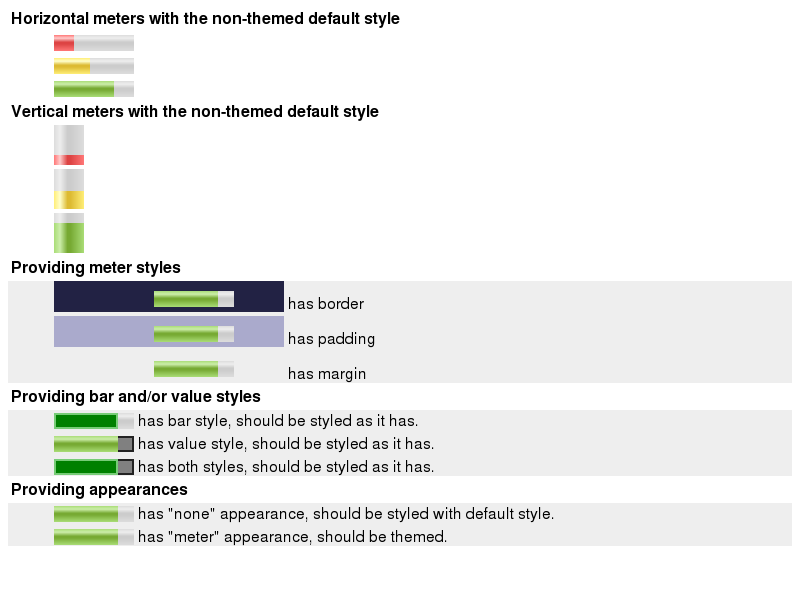 Horizontal meters with the non-themed default style
Vertical meters with the non-themed default style
Providing meter styles
has border
has padding
has margin
Providing bar and/or value styles
has bar style, should be styled as it has.
has value style, should be styled as it has.
has both styles, should be styled as it has.
Providing appearances
has "none" appearance, should be styled with default style.
has "meter" appearance, should be themed.